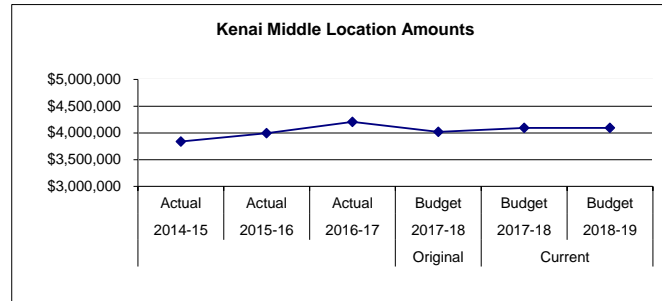 Kenai Middle Location Amounts
$5,000,000
$4,500,000
$4,000,000
$3,500,000
$3,000,000
Actual Actual Actual Budget Budget Budget
2014-15 2015-16 2016-17 2017-18 2017-18 2018-19
Original Current